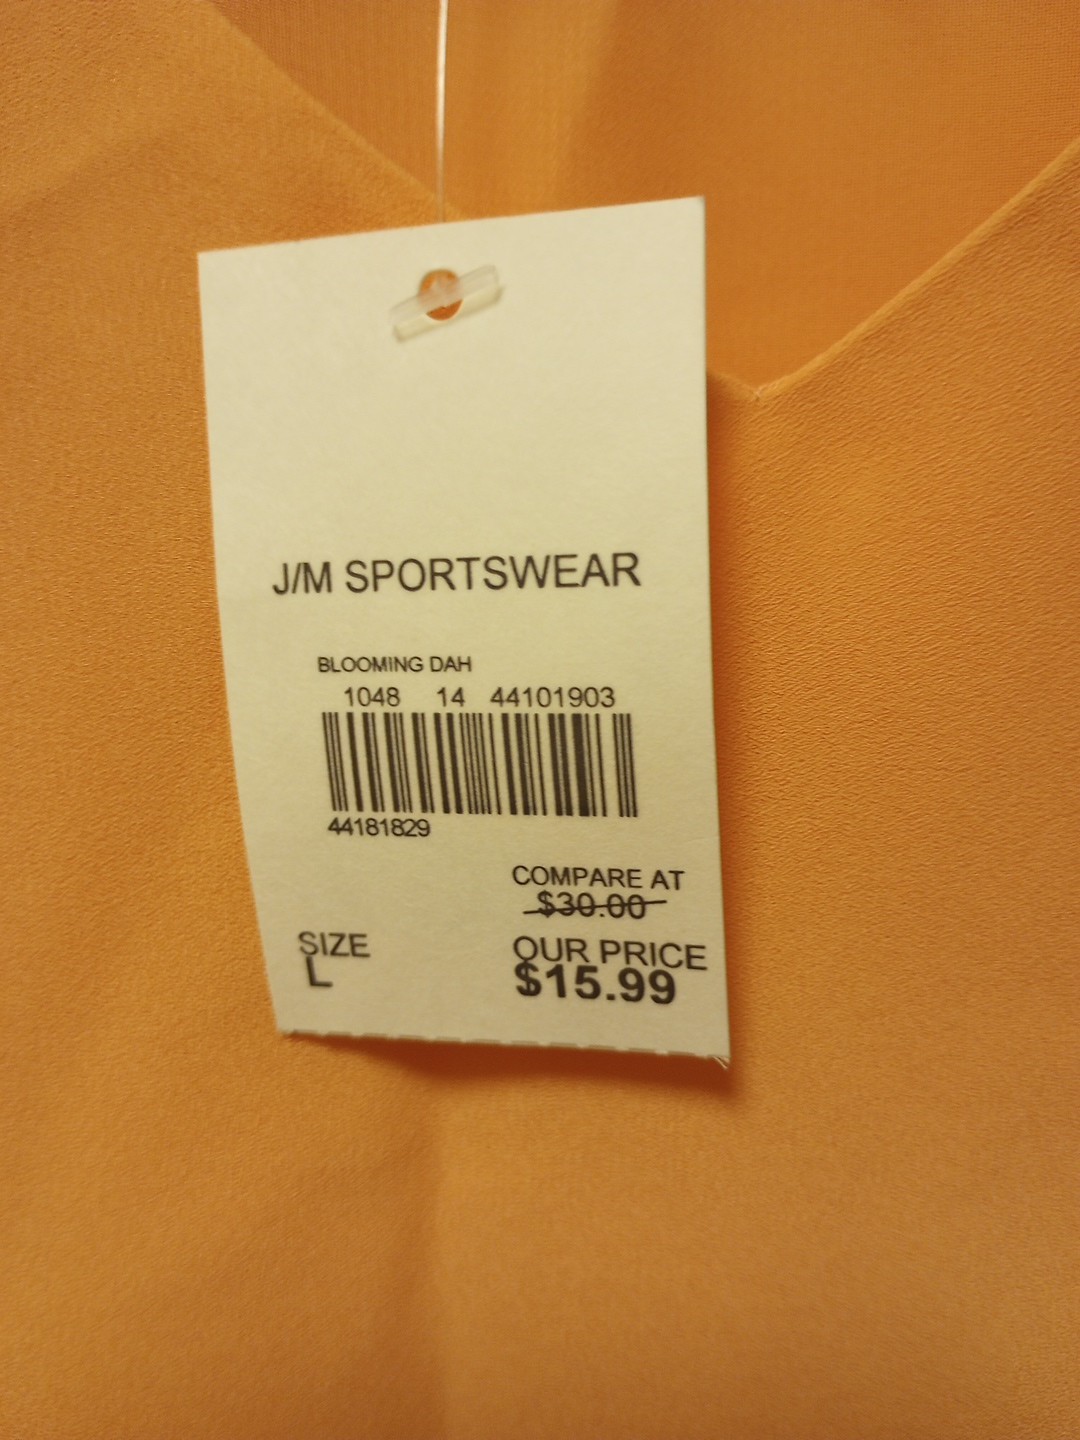 J/M SPORTSWEAR
BLOOMING DAH
1048 14 44101903
44181829
COMPARE AT
$30.00
SIZE
L
OUR PRICE
$15.99